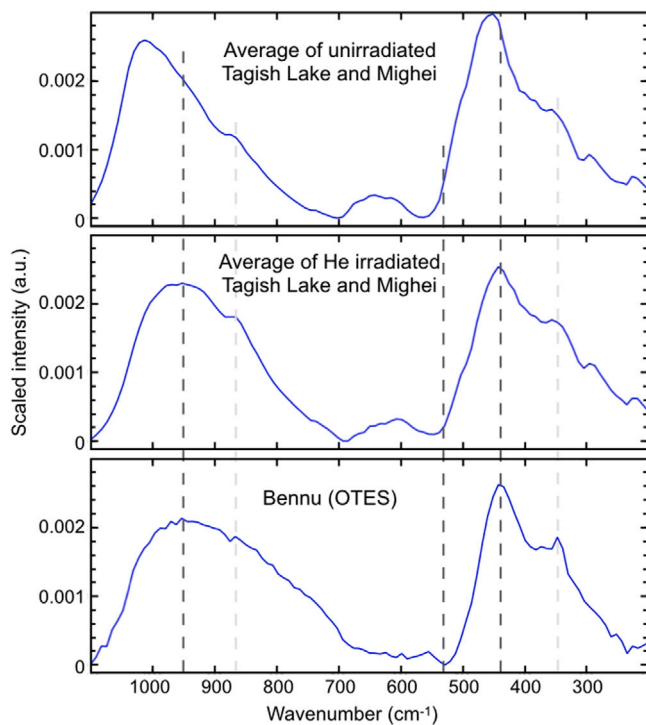 Average of unirradiated
Tagish Lake and Mighei
0.002
0.001
0
Average of He irradiated
Tagish Lake and Mighei
0.002
0.001
0
Scaled intensity (a.u.)
Bennu (OTES)
0.002
0.001
0
1000 900 800 700 600 500 400 300
Wavenumber (cm⁻¹)